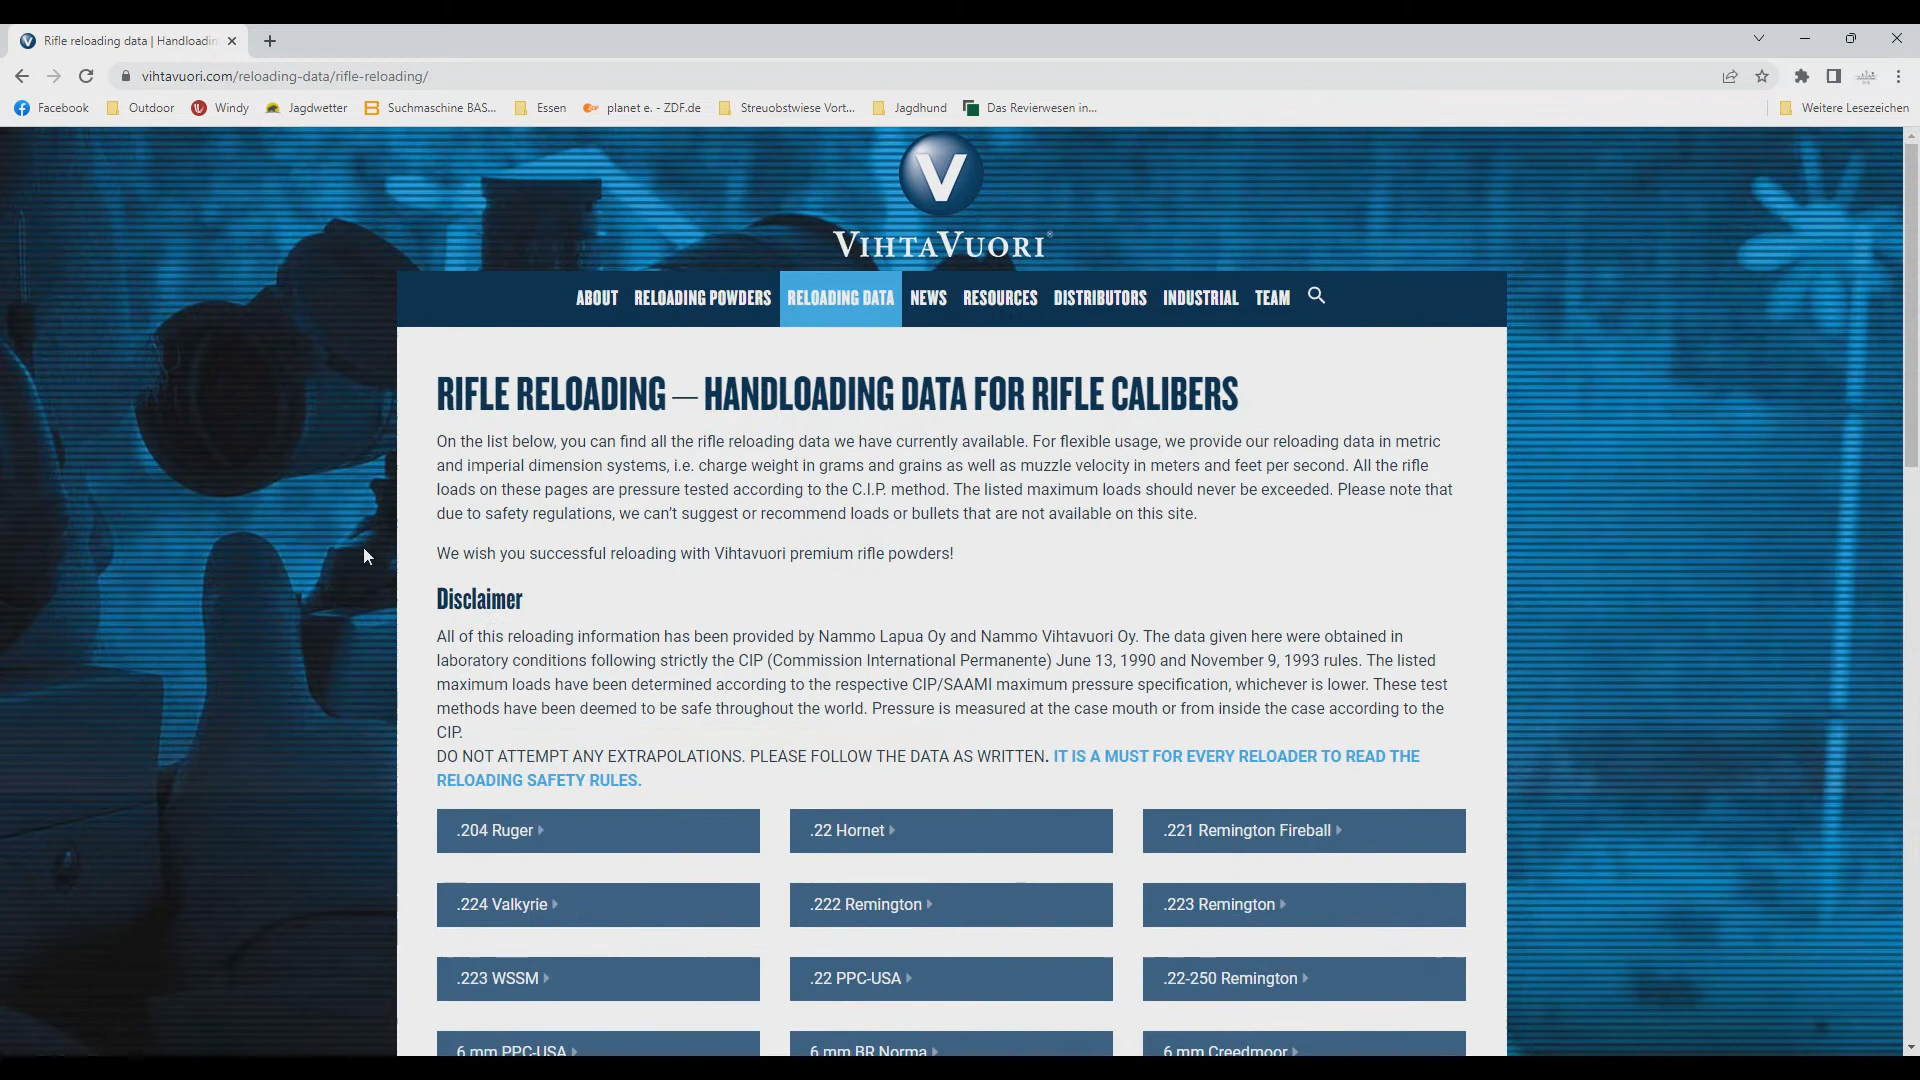 Rifle reloading data | Handloadin
vihtavuori.com/reloading-data/rifle-reloading/
Facebook Outdoor Windy Jagdwetter Suchmaschine BAS... Essen planet e. - ZDF.de Streuobstwiese Vort... Jagdhund Das Revierwesen in... Weitere Lesezeichen
V
VIHTAVUORI®
ABOUT RELOADING POWDERS RELOADING DATA NEWS RESOURCES DISTRIBUTORS INDUSTRIAL TEAM
RIFLE RELOADING — HANDLOADING DATA FOR RIFLE CALIBERS
On the list below, you can find all the rifle reloading data we have currently available. For flexible usage, we provide our reloading data in metric
and imperial dimension systems, i.e. charge weight in grams and grains as well as muzzle velocity in meters and feet per second. All the rifle
loads on these pages are pressure tested according to the C.I.P. method. The listed maximum loads should never be exceeded. Please note that
due to safety regulations, we can’t suggest or recommend loads or bullets that are not available on this site.
We wish you successful reloading with Vihtavuori premium rifle powders!
Disclaimer
All of this reloading information has been provided by Nammo Lapua Oy and Nammo Vihtavuori Oy. The data given here were obtained in
laboratory conditions following strictly the CIP (Commission International Permanente) June 13, 1990 and November 9, 1993 rules. The listed
maximum loads have been determined according to the respective CIP/SAAMI maximum pressure specification, whichever is lower. These test
methods have been deemed to be safe throughout the world. Pressure is measured at the case mouth or from inside the case according to the
CIP.
DO NOT ATTEMPT ANY EXTRAPOLATIONS. PLEASE FOLLOW THE DATA AS WRITTEN. IT IS A MUST FOR EVERY RELOADER TO READ THE
RELOADING SAFETY RULES.
.204 Ruger .22 Hornet .221 Remington Fireball
.224 Valkyrie .222 Remington .223 Remington
.223 WSSM .22 PPC-USA .22-250 Remington
6 mm PPC-USA 6 mm BR Norma 6 mm Creedmoor